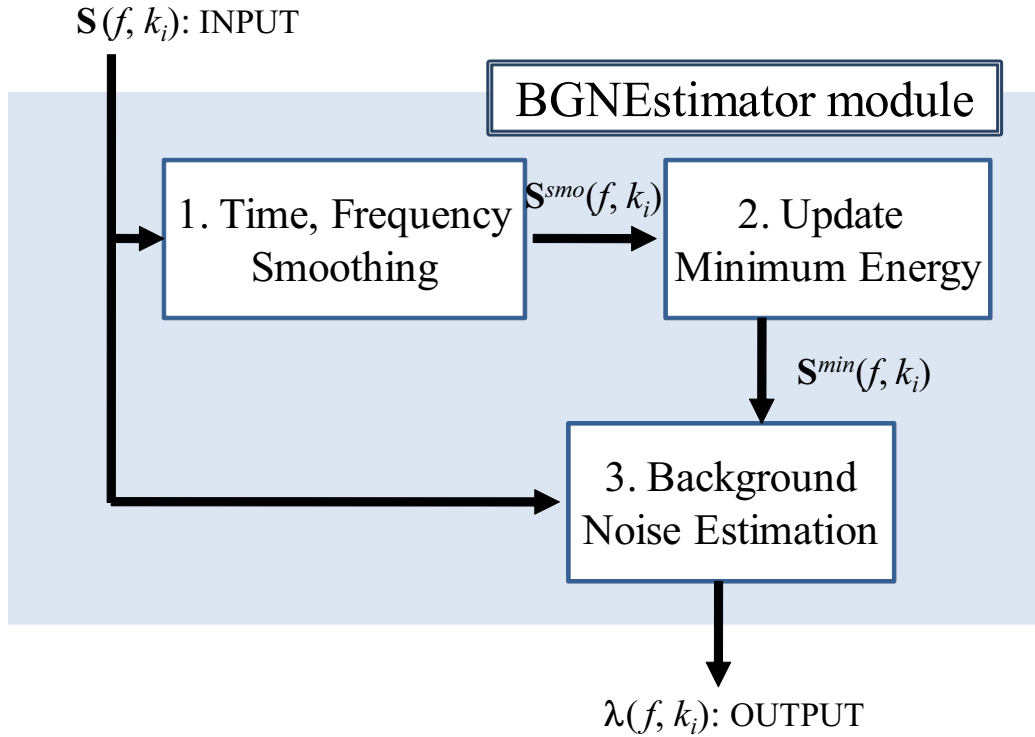 S(f, kᵢ): INPUT
BGNEstimator module
1. Time, Frequency
Smoothing
Sˢᵐᵒ(f, kᵢ)
2. Update
Minimum Energy
Sᵐⁱⁿ(f, kᵢ)
3. Background
Noise Estimation
λ(f, kᵢ): OUTPUT